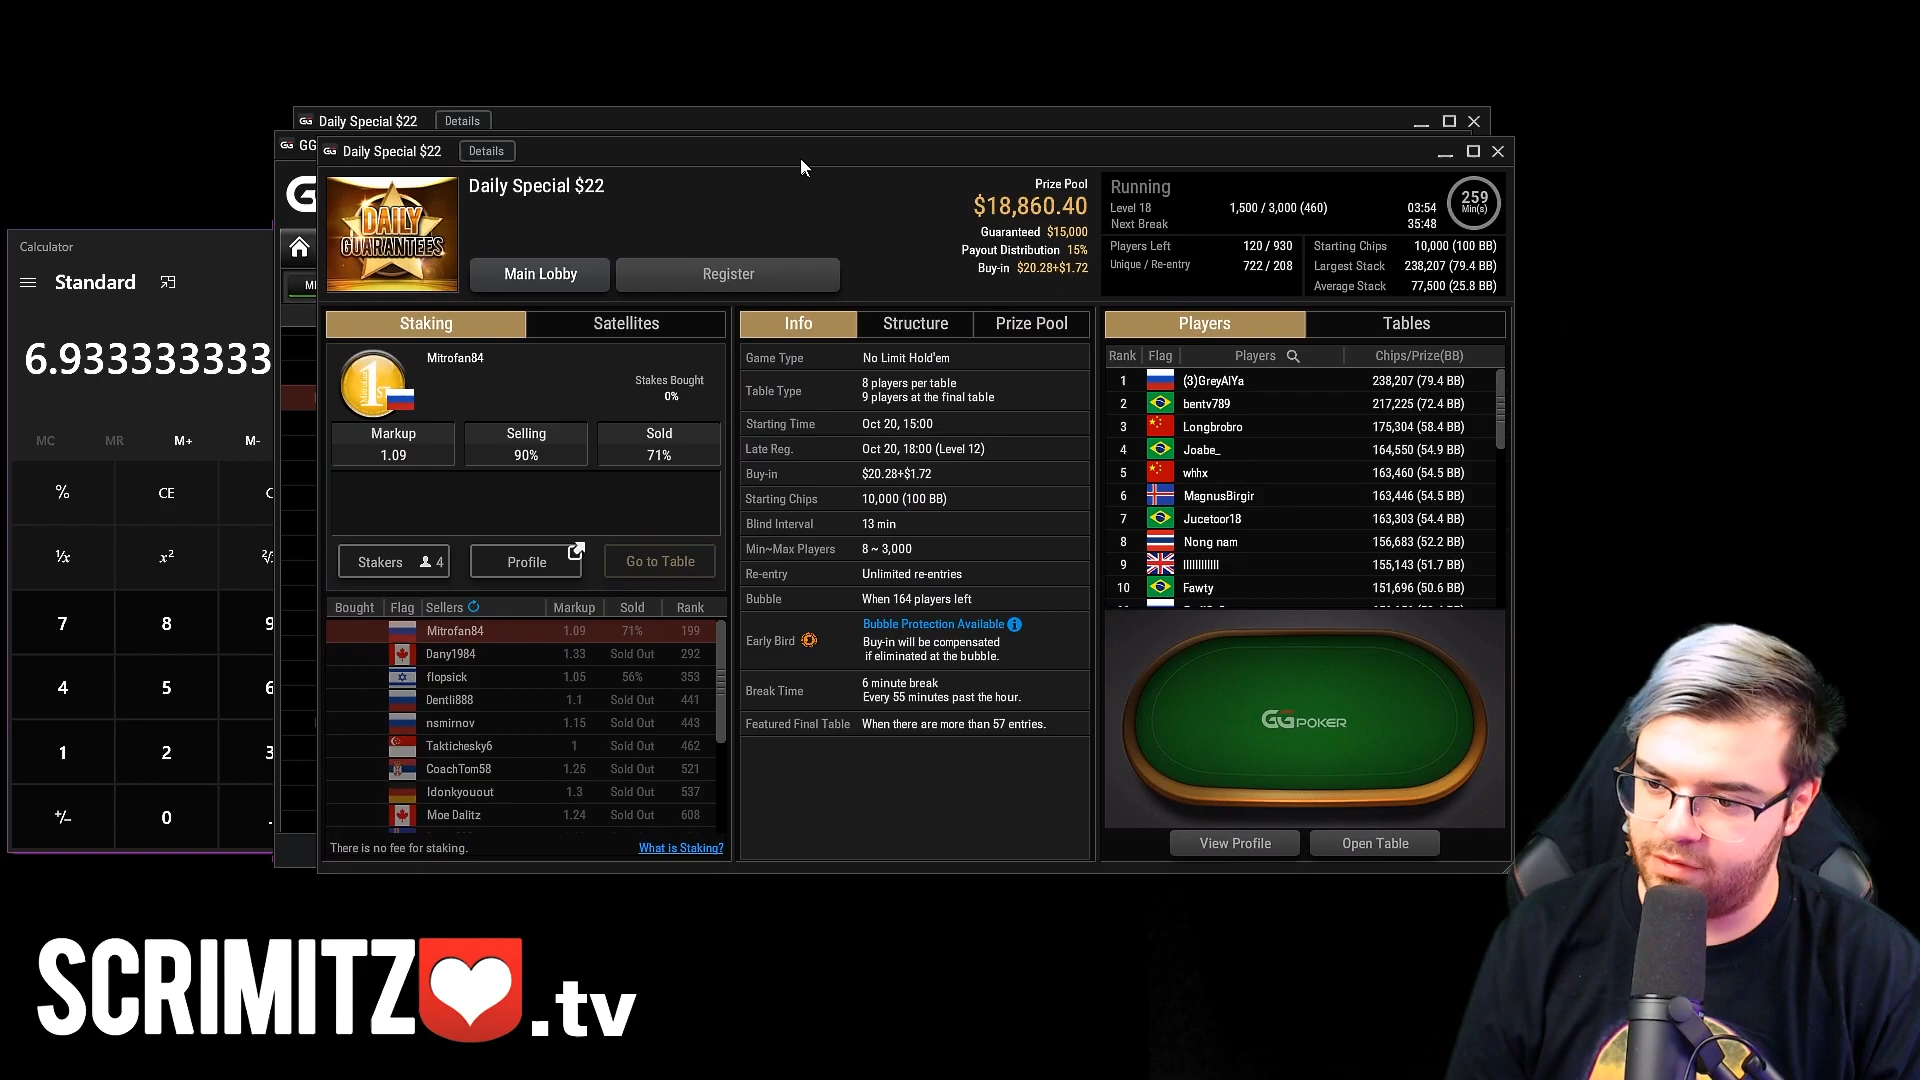 Daily Special $22 Details
GG
Daily Special $22 Details
DAILY
GUARANTEES
Daily Special $22
Main Lobby
Register
Prize Pool
$18,860.40
Guaranteed $15,000
Payout Distribution 15%
Buy-in $20.28+$1.72
Running
Level 18 1,500 / 3,000 (460) 03:54
Next Break 35:48
259
Min(s)
Players Left 120 / 930
Unique / Re-entry 722 / 208
Starting Chips 10,000 (100 BB)
Largest Stack 238,207 (79.4 BB)
Average Stack 77,500 (25.8 BB)
Calculator
Standard
6.933333333
MC MR M+ M-
% CE C
⅟x x²
7 8 9
4 5 6
1 2 3
+/- 0 .
Staking Satellites
Mitrofan84
Stakes Bought
0%
Markup Selling Sold
1.09 90% 71%
Stakers 4
Profile
Go to Table
Bought Flag Sellers Markup Sold Rank
Mitrofan84 1.09 71% 199
Dany1984 1.33 Sold Out 292
flopsick 1.05 56% 353
Dentli888 1.1 Sold Out 441
nsmirnov 1.15 Sold Out 443
Taktichesky6 1 Sold Out 462
CoachTom58 1.25 Sold Out 521
Idonkyouout 1.3 Sold Out 537
Moe Dalitz 1.24 Sold Out 608
There is no fee for staking. What is Staking?
Info Structure Prize Pool
Game Type No Limit Hold'em
Table Type 8 players per table
9 players at the final table
Starting Time Oct 20, 15:00
Late Reg. Oct 20, 18:00 (Level 12)
Buy-in $20.28+$1.72
Starting Chips 10,000 (100 BB)
Blind Interval 13 min
Min~Max Players 8 ~ 3,000
Re-entry Unlimited re-entries
Bubble When 164 players left
Early Bird Bubble Protection Available
Buy-in will be compensated
if eliminated at the bubble.
Break Time 6 minute break
Every 55 minutes past the hour.
Featured Final Table When there are more than 57 entries.
Players Tables
Rank Flag Players Chips/Prize(BB)
1 (3)GreyAlYa 238,207 (79.4 BB)
2 bentv789 217,225 (72.4 BB)
3 Longbrobro 175,304 (58.4 BB)
4 Joabe_ 164,550 (54.9 BB)
5 whhx 163,460 (54.5 BB)
6 MagnusBirgir 163,446 (54.5 BB)
7 Jucetoor18 163,303 (54.4 BB)
8 Nong nam 156,683 (52.2 BB)
9 155,143 (51.7 BB)
10 Fawty 151,696 (50.6 BB)
GGPOKER
View Profile
Open Table
SCRIMITZ.tv